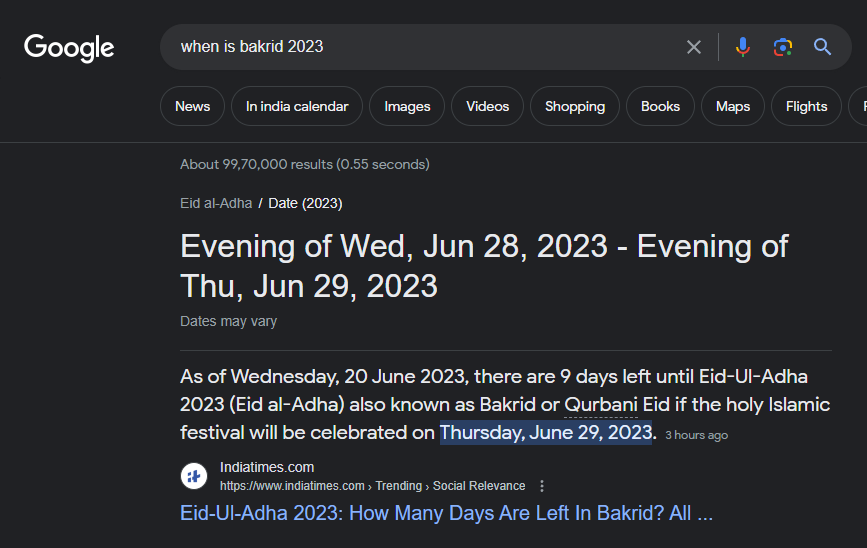 Google
when is bakrid 2023
News
In india calendar
Images
Videos
Shopping
Books
Maps
Flights
About 99,70,000 results (0.55 seconds)
Eid al-Adha / Date (2023)
Evening of Wed, Jun 28, 2023 - Evening of
Thu, Jun 29, 2023
Dates may vary
As of Wednesday, 20 June 2023, there are 9 days left until Eid-Ul-Adha
2023 (Eid al-Adha) also known as Bakrid or Qurbani Eid if the holy Islamic
festival will be celebrated on Thursday, June 29, 2023. 3 hours ago
Indiatimes.com
https://www.indiatimes.com › Trending › Social Relevance
Eid-Ul-Adha 2023: How Many Days Are Left In Bakrid? All ...